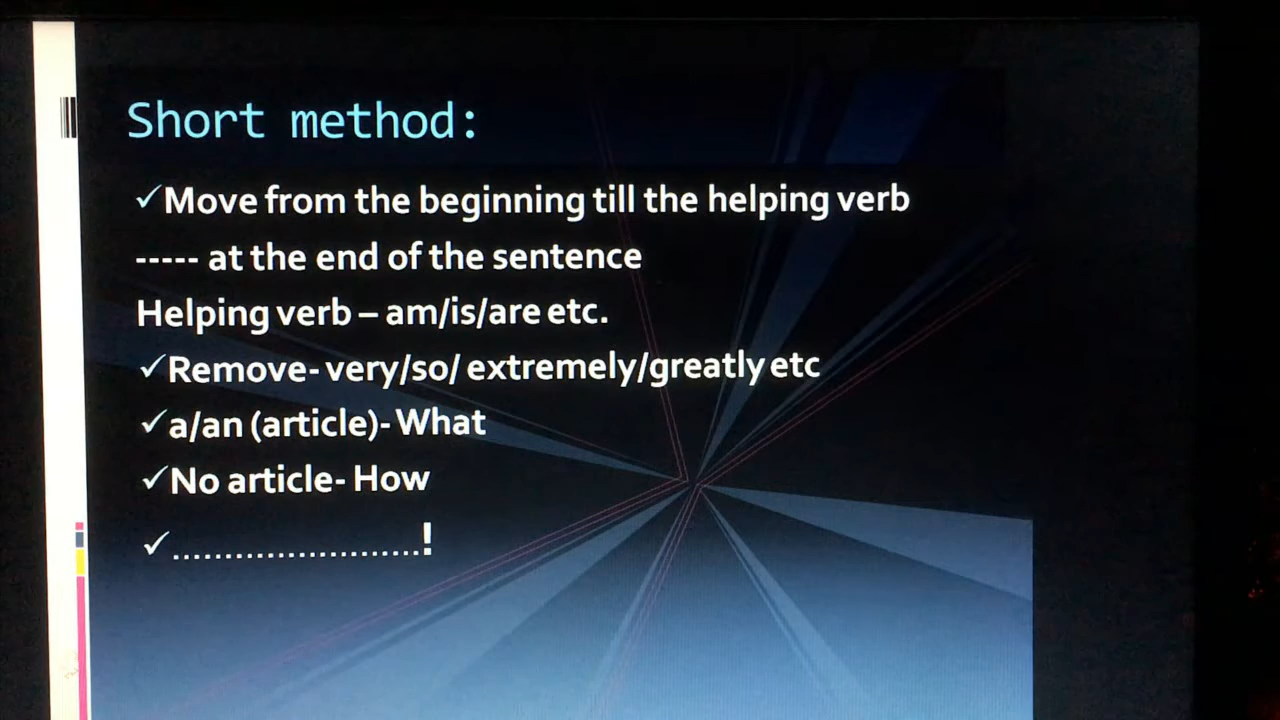 Short method:
✓Move from the beginning till the helping verb
----- at the end of the sentence
Helping verb – am/is/are etc.
✓Remove- very/so/ extremely/greatly etc
✓a/an (article)- What
✓No article- How
✓........................!